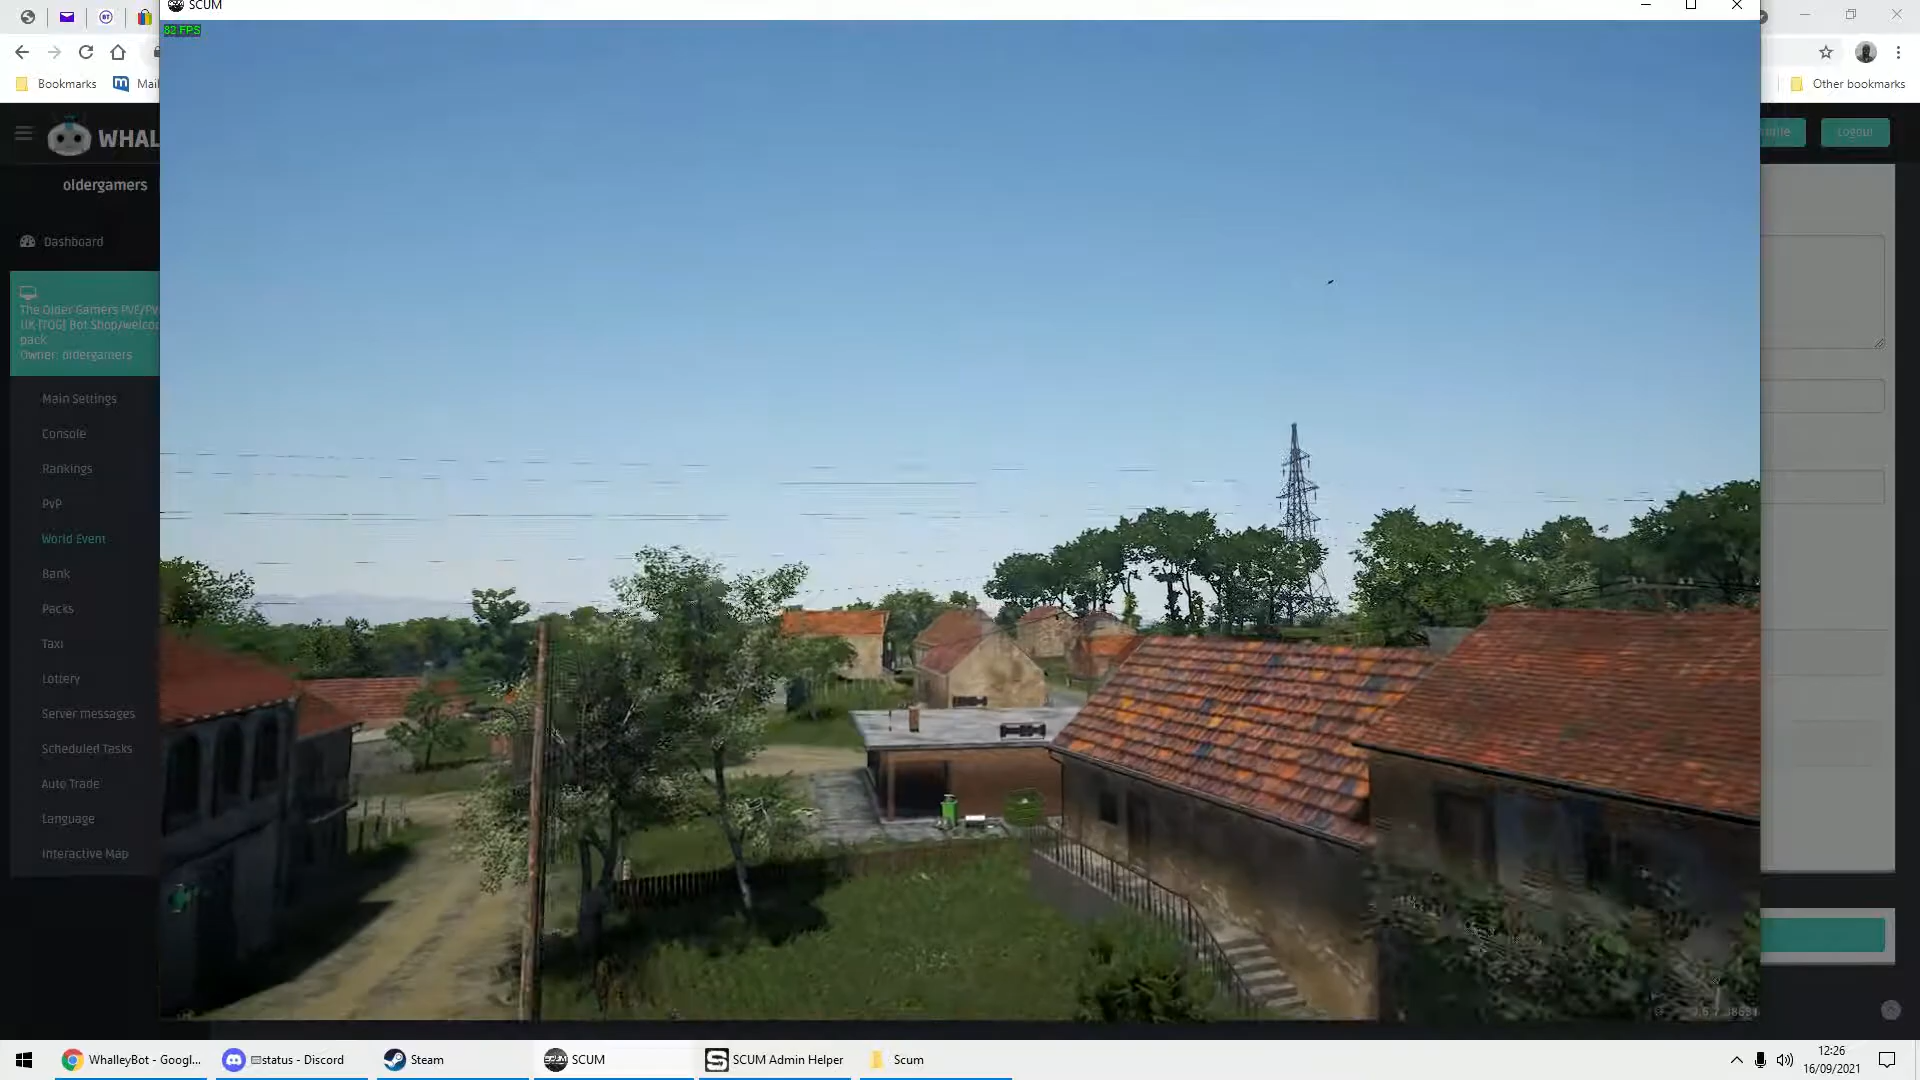 SCUM
82 FPS
Bookmarks
Mail
Other bookmarks
WHAL
Logout
oldergamers
Dashboard
The Older Gamers PVE/PV
UK [TOG] Bot Shop/welco
pack
Owner: oldergamers
Main Settings
Console
Rankings
PvP
World Event
Bank
Packs
Taxi
Lottery
Server messages
Scheduled Tasks
Auto Trade
Language
Interactive Map
WhalleyBot - Googl...
status - Discord
Steam
SCUM
SCUM Admin Helper
Scum
12:26
16/09/2021